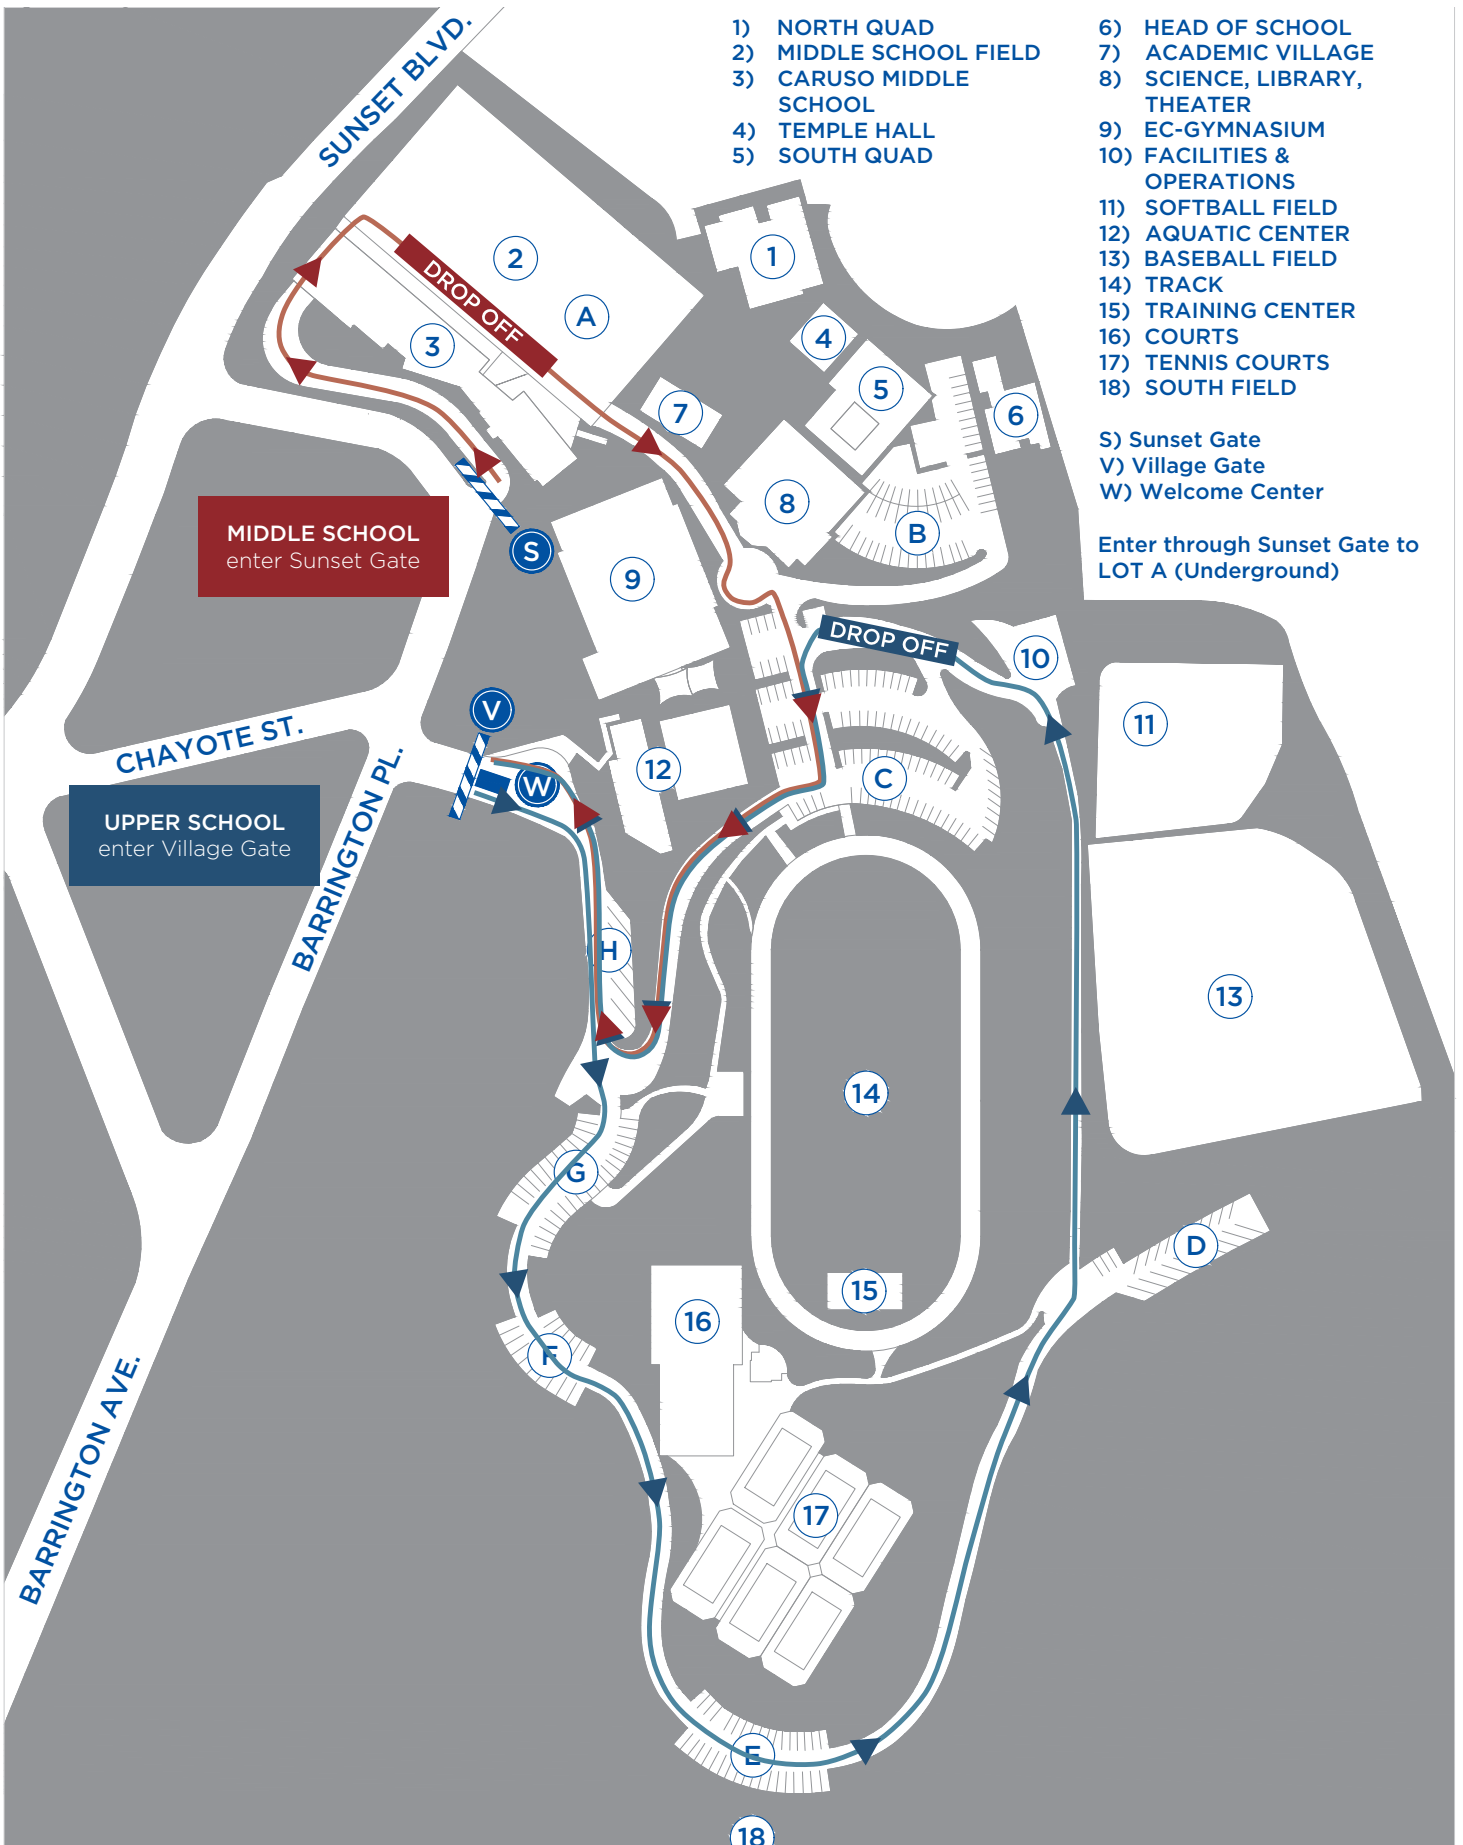 1) NORTH QUAD
2) MIDDLE SCHOOL FIELD
3) CARUSO MIDDLE
SCHOOL
4) TEMPLE HALL
5) SOUTH QUAD
6) HEAD OF SCHOOL
7) ACADEMIC VILLAGE
8) SCIENCE, LIBRARY,
THEATER
9) EC-GYMNASIUM
10) FACILITIES &
OPERATIONS
11) SOFTBALL FIELD
12) AQUATIC CENTER
13) BASEBALL FIELD
14) TRACK
15) TRAINING CENTER
16) COURTS
17) TENNIS COURTS
18) SOUTH FIELD
S) Sunset Gate
V) Village Gate
W) Welcome Center
Enter through Sunset Gate to
LOT A (Underground)
SUNSET BLVD.
1
2
DROP OFF
A
3
4
5
7
6
8
B
MIDDLE SCHOOL
enter Sunset Gate
S
9
DROP OFF
10
V
11
CHAYOTE ST.
12
W
C
UPPER SCHOOL
enter Village Gate
BARRINGTON PL.
H
13
14
G
D
15
16
F
BARRINGTON AVE.
17
E
18